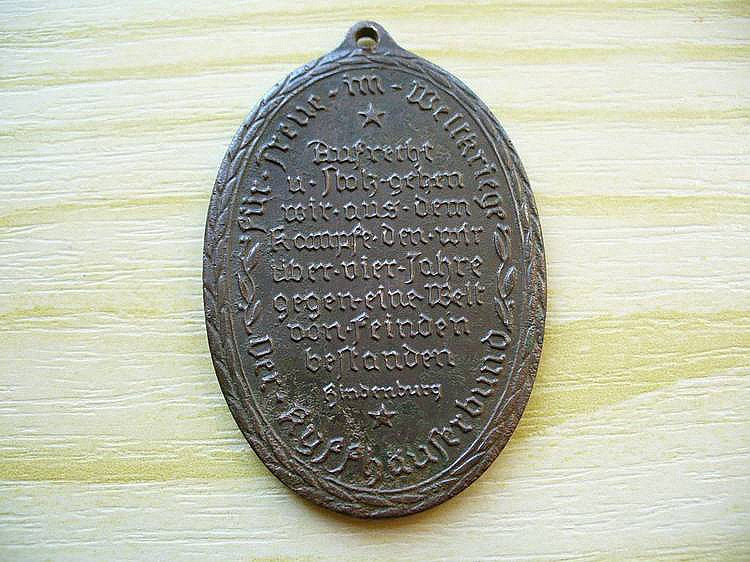 Für · Treue · im · Weltkriege
Aufrecht
u · stolz · gehen
wir · aus · dem
Kampfe · den · wir
über · vier · Jahre
gegen · eine · Welt
von · Feinden
bestanden
Hindenburg
Der · Kyffhäuserbund